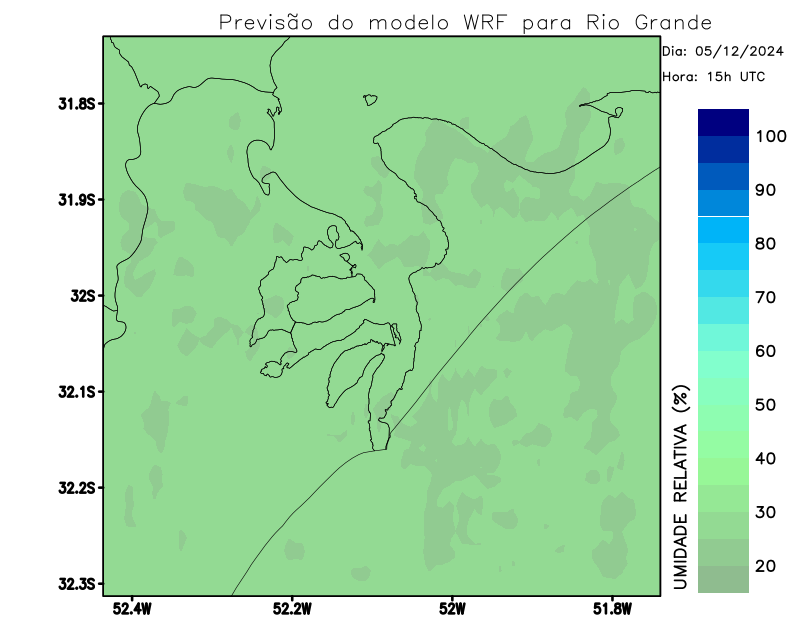 Previsão do modelo WRF para Rio Grande
Dia: 05/12/2024
Hora: 15h UTC
31.8S
31.9S
32S
32.1S
32.2S
32.3S
52.4W
52.2W
52W
51.8W
UMIDADE RELATIVA (%)
100
90
80
70
60
50
40
30
20